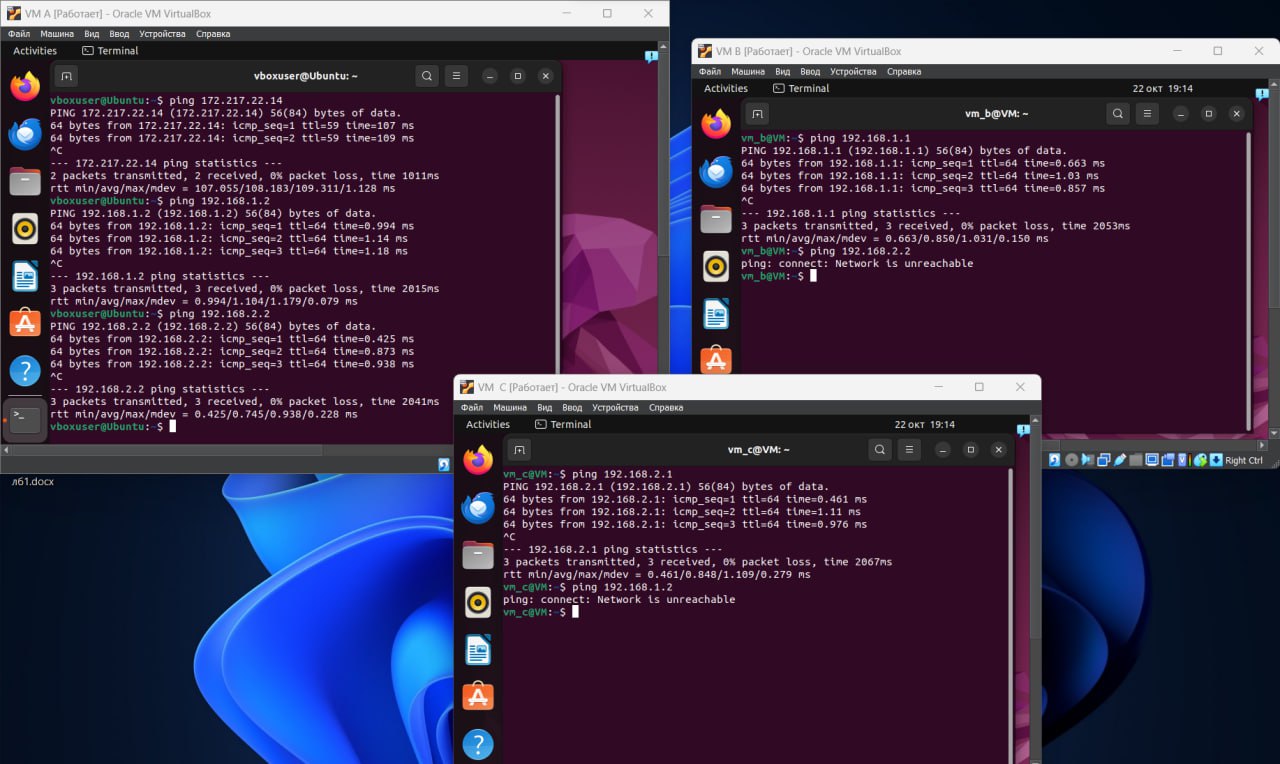 VM A [Работает] - Oracle VM VirtualBox
Файл Машина Вид Ввод Устройства Справка
Activities Terminal
vboxuser@Ubuntu: ~
vboxuser@Ubuntu:~$ ping 172.217.22.14
PING 172.217.22.14 (172.217.22.14) 56(84) bytes of data.
64 bytes from 172.217.22.14: icmp_seq=1 ttl=59 time=107 ms
64 bytes from 172.217.22.14: icmp_seq=2 ttl=59 time=109 ms
^C
--- 172.217.22.14 ping statistics ---
2 packets transmitted, 2 received, 0% packet loss, time 1011ms
rtt min/avg/max/mdev = 107.055/108.183/109.311/1.128 ms
vboxuser@Ubuntu:~$ ping 192.168.1.2
PING 192.168.1.2 (192.168.1.2) 56(84) bytes of data.
64 bytes from 192.168.1.2: icmp_seq=1 ttl=64 time=0.994 ms
64 bytes from 192.168.1.2: icmp_seq=2 ttl=64 time=1.14 ms
64 bytes from 192.168.1.2: icmp_seq=3 ttl=64 time=1.18 ms
^C
--- 192.168.1.2 ping statistics ---
3 packets transmitted, 3 received, 0% packet loss, time 2015ms
rtt min/avg/max/mdev = 0.994/1.104/1.179/0.079 ms
vboxuser@Ubuntu:~$ ping 192.168.2.2
PING 192.168.2.2 (192.168.2.2) 56(84) bytes of data.
64 bytes from 192.168.2.2: icmp_seq=1 ttl=64 time=0.425 ms
64 bytes from 192.168.2.2: icmp_seq=2 ttl=64 time=0.873 ms
64 bytes from 192.168.2.2: icmp_seq=3 ttl=64 time=0.938 ms
^C
--- 192.168.2.2 ping statistics ---
3 packets transmitted, 3 received, 0% packet loss, time 2041ms
rtt min/avg/max/mdev = 0.425/0.745/0.938/0.228 ms
vboxuser@Ubuntu:~$
л61.docx
VM B [Работает] - Oracle VM VirtualBox
Файл Машина Вид Ввод Устройства Справка
Activities Terminal 22 окт 19:14
vm_b@VM: ~
vm_b@VM:~$ ping 192.168.1.1
PING 192.168.1.1 (192.168.1.1) 56(84) bytes of data.
64 bytes from 192.168.1.1: icmp_seq=1 ttl=64 time=0.663 ms
64 bytes from 192.168.1.1: icmp_seq=2 ttl=64 time=1.03 ms
64 bytes from 192.168.1.1: icmp_seq=3 ttl=64 time=0.857 ms
^C
--- 192.168.1.1 ping statistics ---
3 packets transmitted, 3 received, 0% packet loss, time 2053ms
rtt min/avg/max/mdev = 0.663/0.850/1.031/0.150 ms
vm_b@VM:~$ ping 192.168.2.2
ping: connect: Network is unreachable
vm_b@VM:~$
Right Ctrl
VM C [Работает] - Oracle VM VirtualBox
Файл Машина Вид Ввод Устройства Справка
Activities Terminal 22 окт 19:14
vm_c@VM: ~
vm_c@VM:~$ ping 192.168.2.1
PING 192.168.2.1 (192.168.2.1) 56(84) bytes of data.
64 bytes from 192.168.2.1: icmp_seq=1 ttl=64 time=0.461 ms
64 bytes from 192.168.2.1: icmp_seq=2 ttl=64 time=1.11 ms
64 bytes from 192.168.2.1: icmp_seq=3 ttl=64 time=0.976 ms
^C
--- 192.168.2.1 ping statistics ---
3 packets transmitted, 3 received, 0% packet loss, time 2067ms
rtt min/avg/max/mdev = 0.461/0.848/1.109/0.279 ms
vm_c@VM:~$ ping 192.168.1.2
ping: connect: Network is unreachable
vm_c@VM:~$